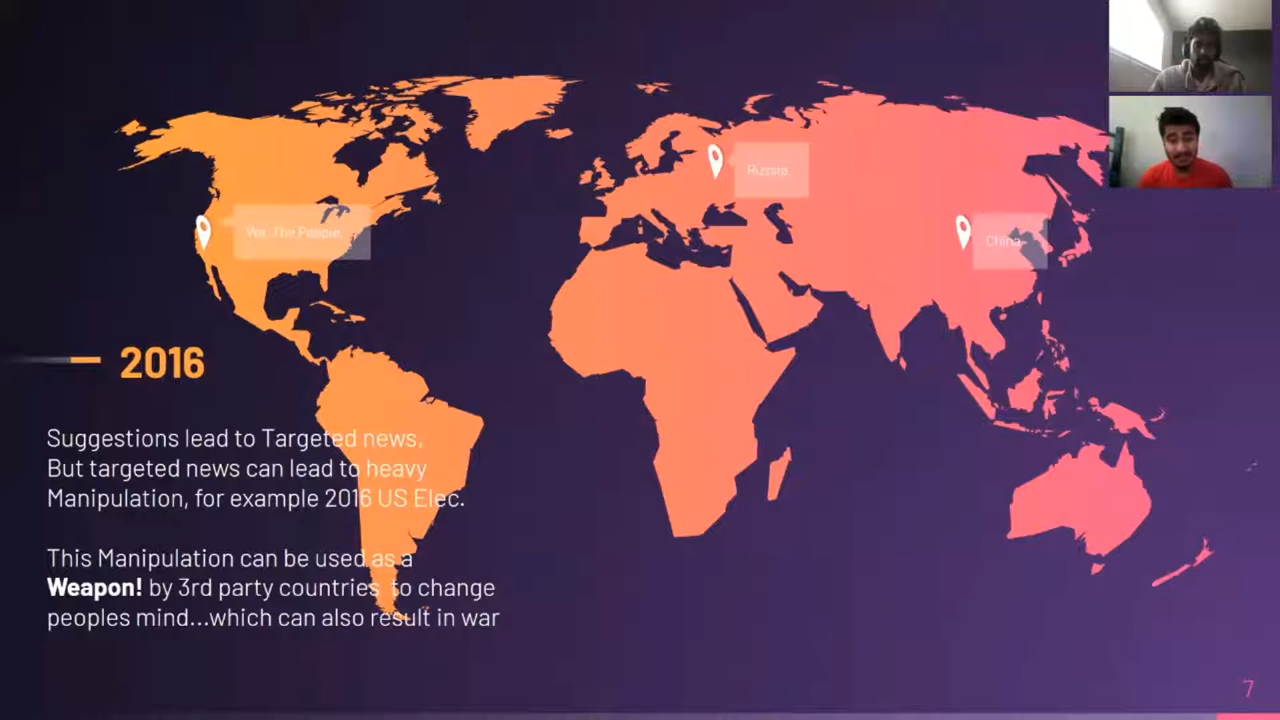 Russia.
We. The People.
China.
2016
Suggestions lead to Targeted news,
But targeted news can lead to heavy
Manipulation, for example 2016 US Elec.
This Manipulation can be used as a
Weapon! by 3rd party countries to change
peoples mind...which can also result in war
7